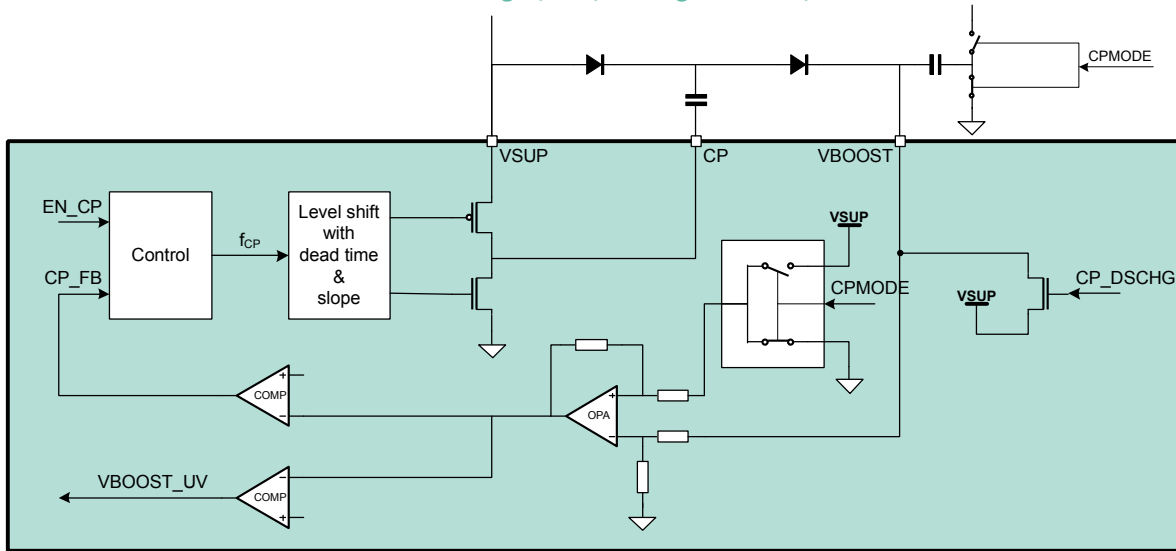 CPMODE
VSUP
CP
VBOOST
EN_CP
CP_FB
Control
fCP
Level shift
with
dead time
&
slope
VSUP
CPMODE
VSUP
CP_DSCHG
COMP
+
−
OPA
+
−
VBOOST_UV
COMP
−
+